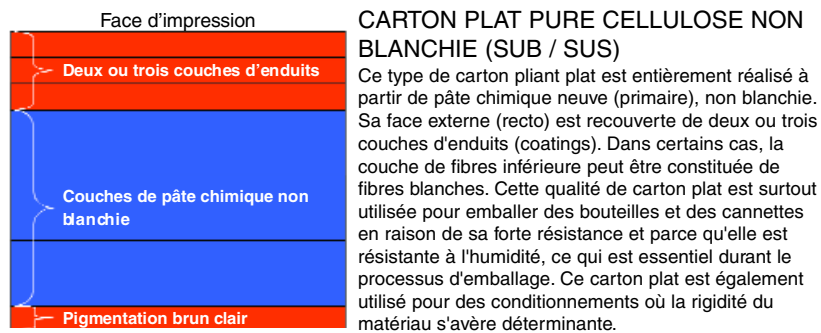 Face d'impression
Deux ou trois couches d'enduits
Couches de pâte chimique non
blanchie
Pigmentation brun clair
CARTON PLAT PURE CELLULOSE NON
BLANCHIE (SUB / SUS)
Ce type de carton pliant plat est entièrement réalisé à
partir de pâte chimique neuve (primaire), non blanchie.
Sa face externe (recto) est recouverte de deux ou trois
couches d'enduits (coatings). Dans certains cas, la
couche de fibres inférieure peut être constituée de
fibres blanches. Cette qualité de carton plat est surtout
utilisée pour emballer des bouteilles et des cannettes
en raison de sa forte résistance et parce qu'elle est
résistante à l'humidité, ce qui est essentiel durant le
processus d'emballage. Ce carton plat est également
utilisé pour des conditionnements où la rigidité du
matériau s'avère déterminante.